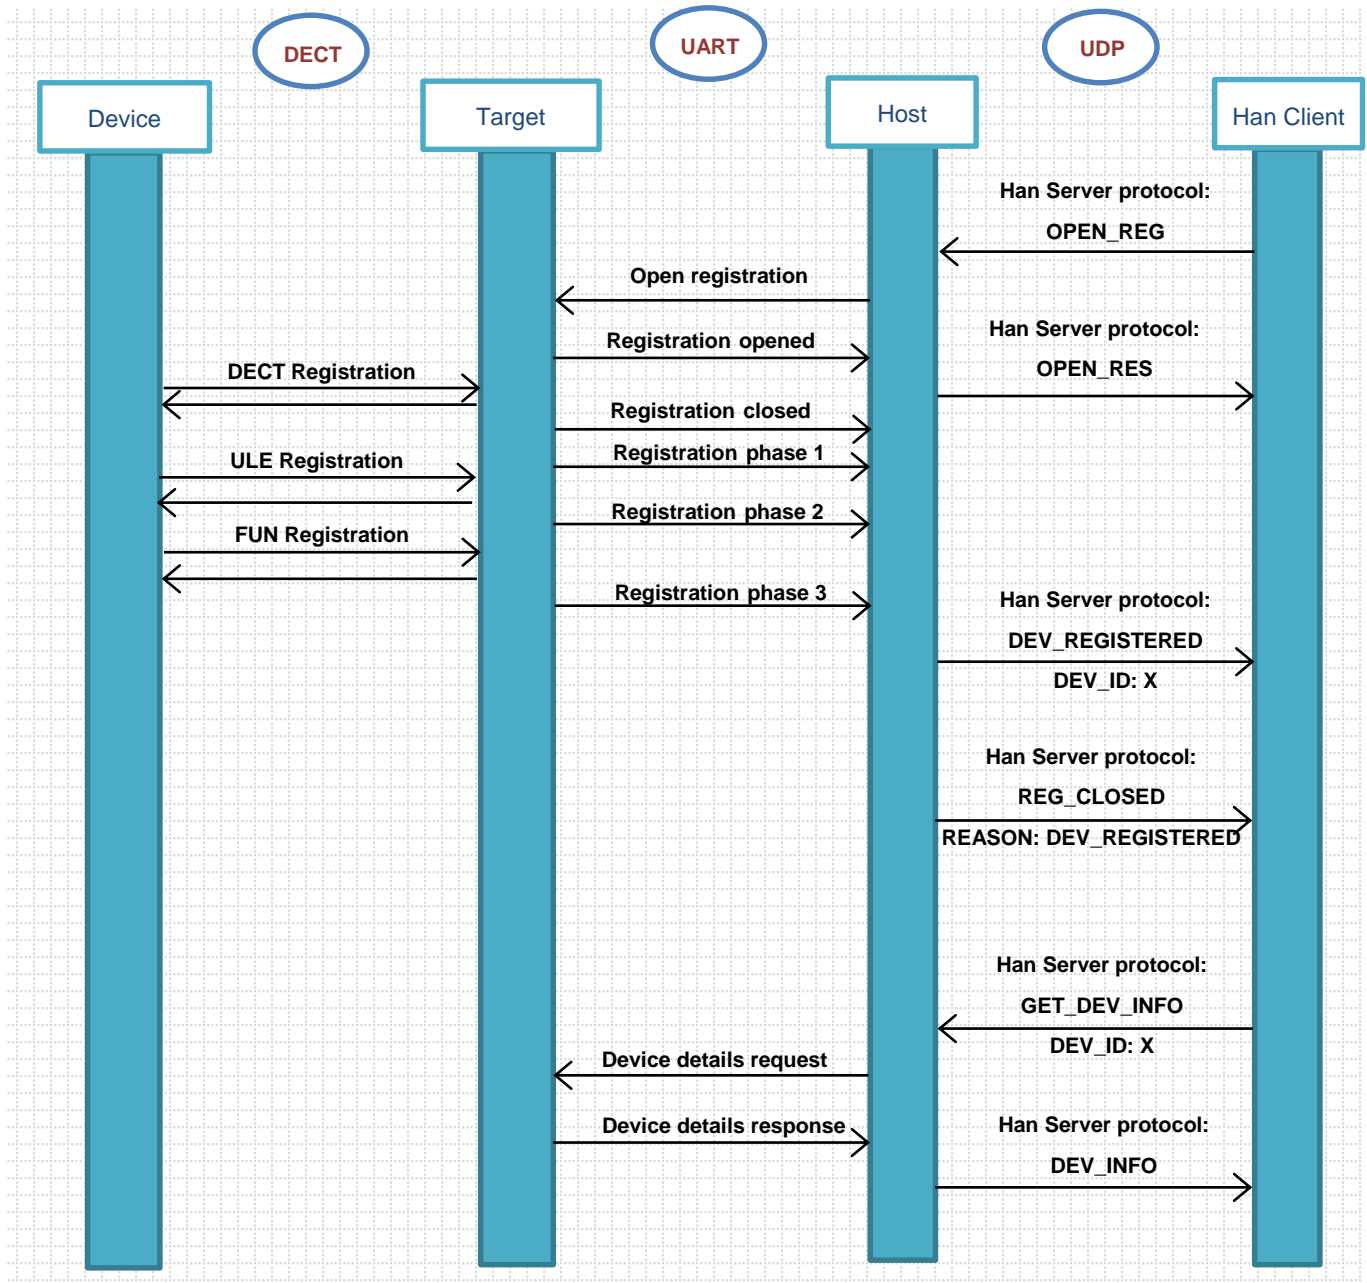 DECT
UART
UDP
Device
Target
Host
Han Client
Han Server protocol:
OPEN_REG
Open registration
Han Server protocol:
Registration opened
OPEN_RES
DECT Registration
Registration closed
Registration phase 1
ULE Registration
Registration phase 2
FUN Registration
Registration phase 3
Han Server protocol:
DEV_REGISTERED
DEV_ID: X
Han Server protocol:
REG_CLOSED
REASON: DEV_REGISTERED
Han Server protocol:
GET_DEV_INFO
DEV_ID: X
Device details request
Device details response
Han Server protocol:
DEV_INFO